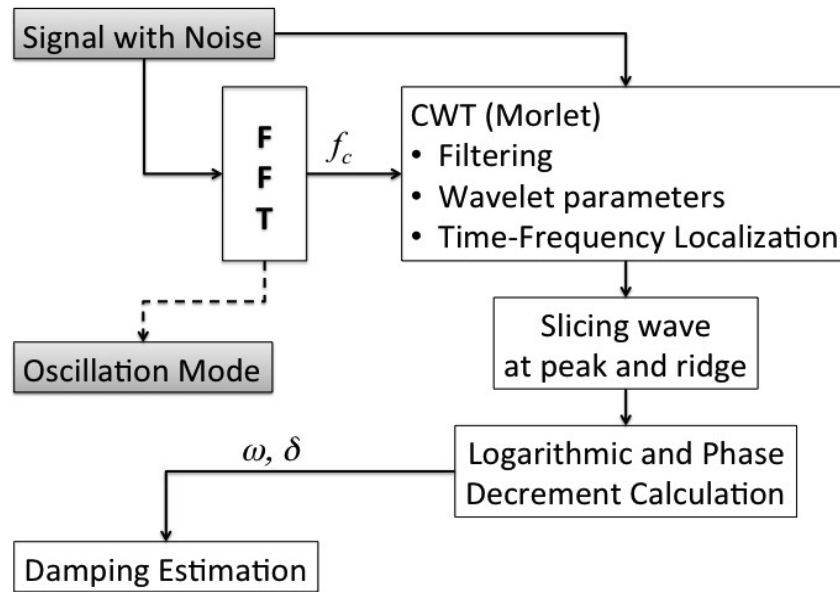 Signal with Noise
F
F
T
f_c
CWT (Morlet)
• Filtering
• Wavelet parameters
• Time-Frequency Localization
Slicing wave
at peak and ridge
Oscillation Mode
ω, δ
Logarithmic and Phase
Decrement Calculation
Damping Estimation